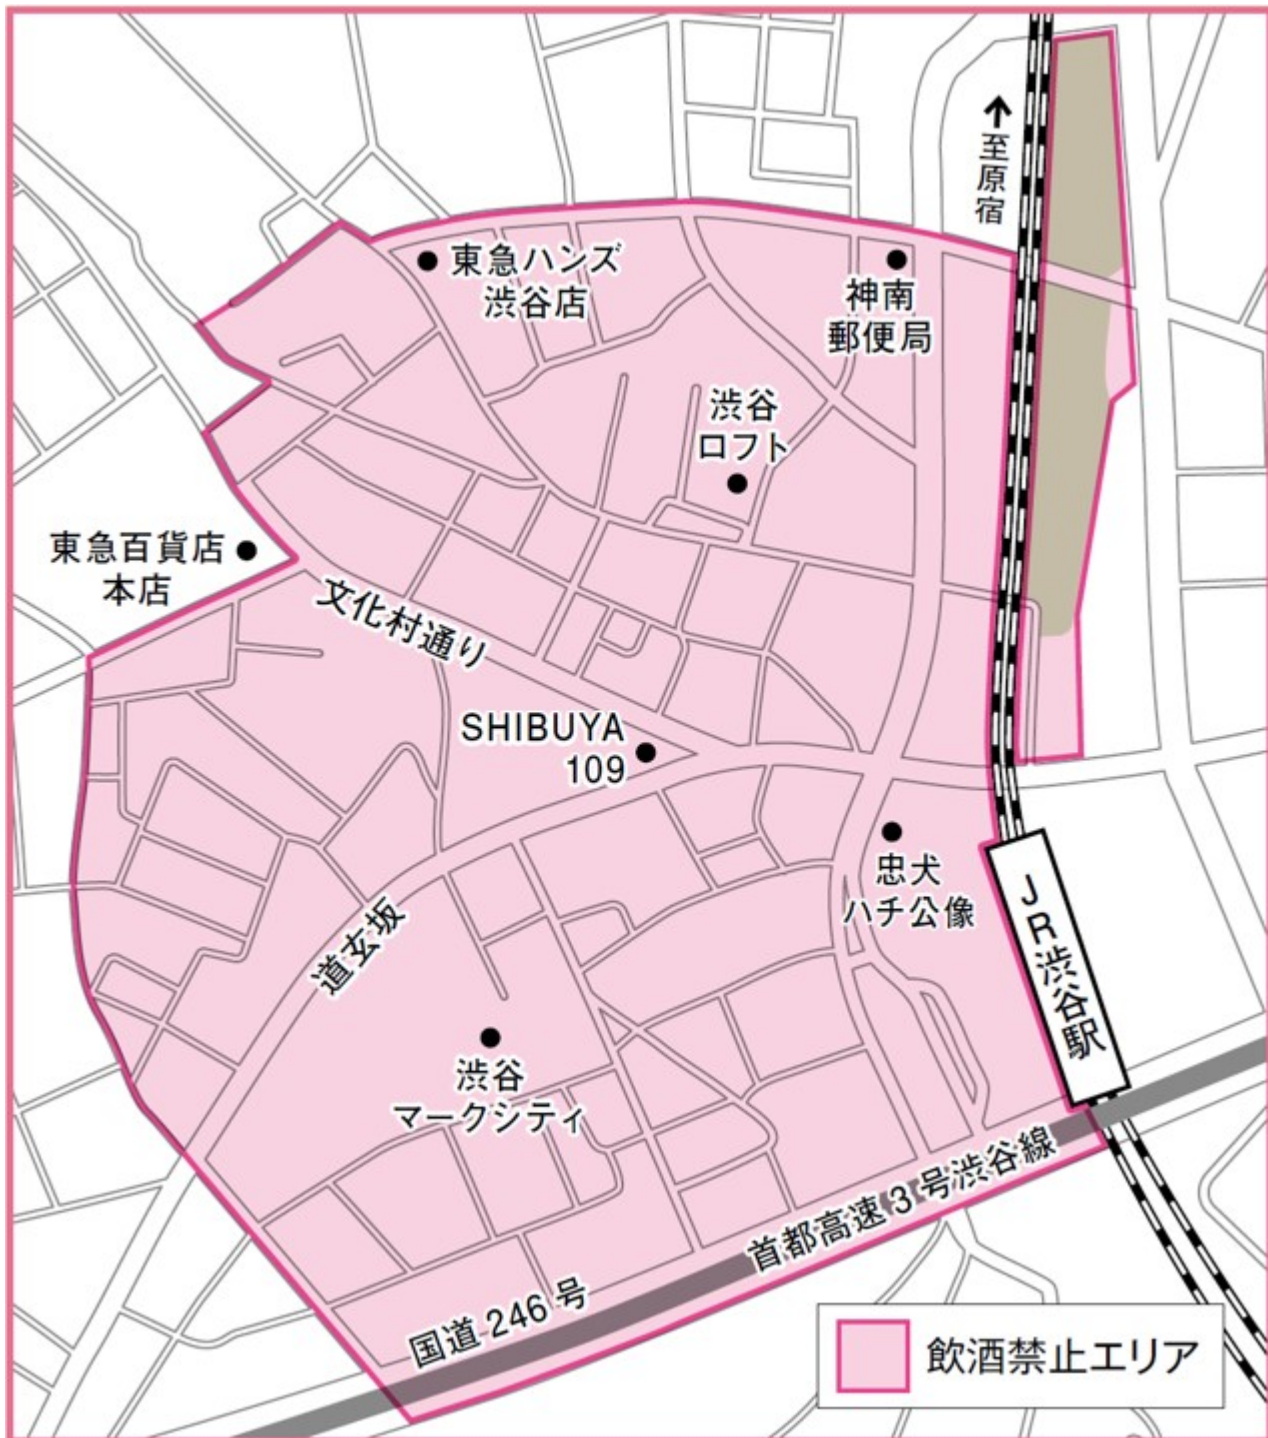 ↑至原宿
東急ハンズ
渋谷店
神南
郵便局
渋谷
ロフト
東急百貨店
本店
文化村通り
SHIBUYA
109
忠犬
ハチ公像
道玄坂
JR渋谷駅
渋谷
マークシティ
首都高速3号渋谷線
国道246号
飲酒禁止エリア